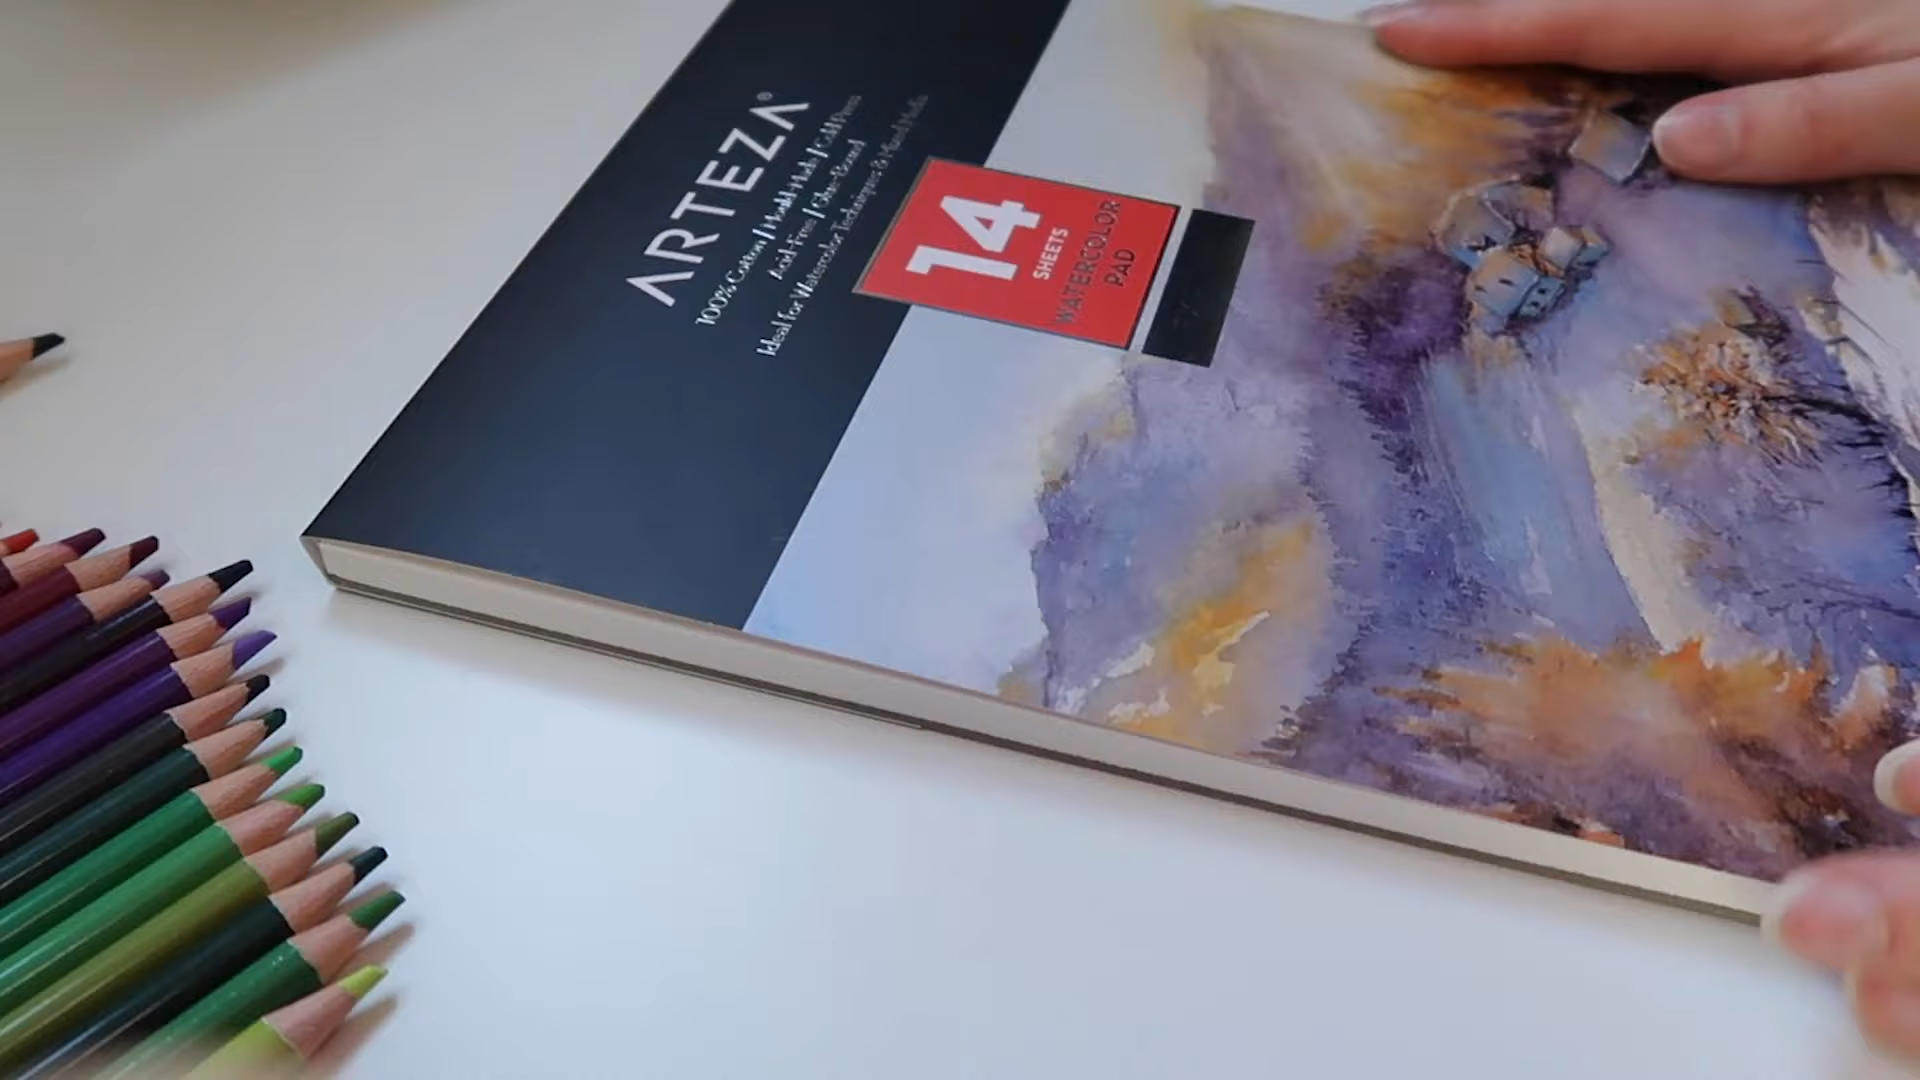 ARTEZA®
100% Cotton | Mould-Made | Cold Press
Acid-Free | Glue-Bound
Ideal for Watercolor Techniques & Mixed Media
14
SHEETS
WATERCOLOR
PAD